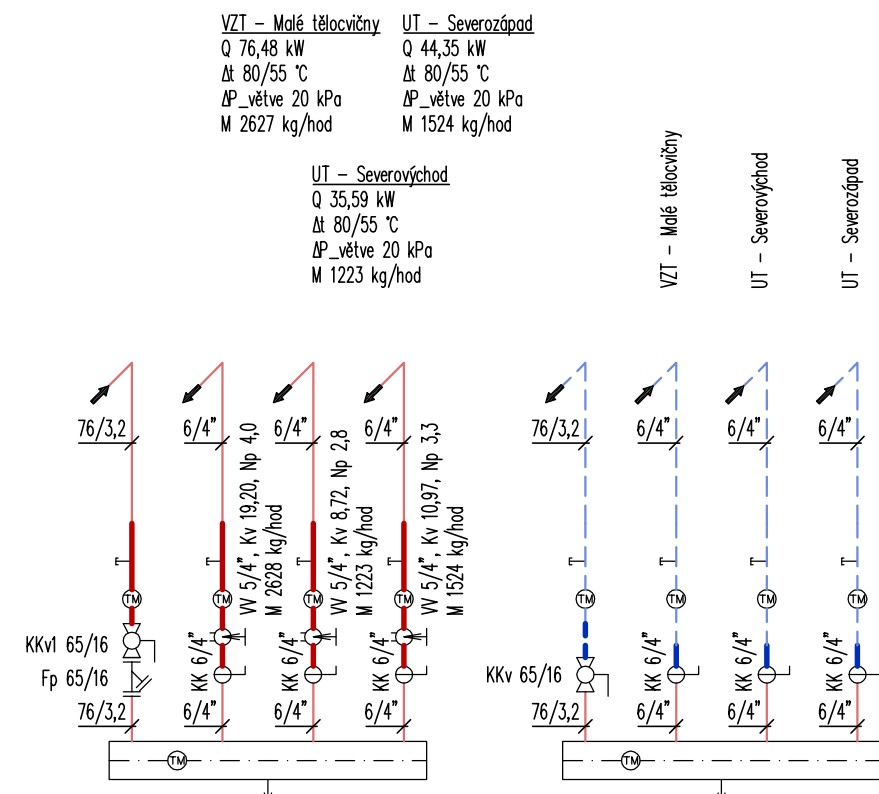 VZT – Malé tělocvičny
Q 76,48 kW
Δt 80/55 °C
ΔP_větve 20 kPa
M 2627 kg/hod
UT – Severozápad
Q 44,35 kW
Δt 80/55 °C
ΔP_větve 20 kPa
M 1524 kg/hod
UT – Severovýchod
Q 35,59 kW
Δt 80/55 °C
ΔP_větve 20 kPa
M 1223 kg/hod
VZT – Malé tělocvičny
UT – Severovýchod
UT – Severozápad
76/3,2
6/4"
6/4"
6/4"
76/3,2
6/4"
6/4"
6/4"
VV 5/4", Kv 19,20, Np 4,0
M 2628 kg/hod
VV 5/4", Kv 8,72, Np 2,8
M 1223 kg/hod
VV 5/4", Kv 10,97, Np 3,3
M 1524 kg/hod
TM
TM
TM
TM
TM
TM
TM
TM
KKv1 65/16
Fp 65/16
KK 6/4"
KK 6/4"
KK 6/4"
KKv 65/16
KK 6/4"
KK 6/4"
KK 6/4"
76/3,2
6/4"
6/4"
6/4"
76/3,2
6/4"
6/4"
6/4"
TM
TM